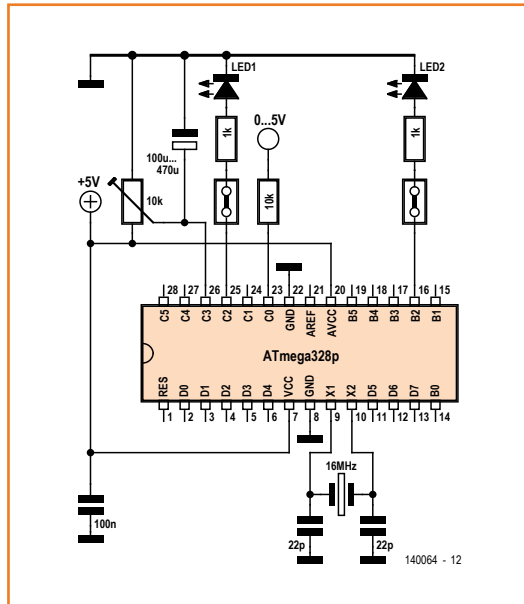 LED1
LED2
0...5V
1k
1k
100u...
470u
+5V
10k
10k
28 27 26 25 24 23 22 21 20 19 18 17 16 15
C5 C4 C3 C2 C1 C0 GND AREF AVCC B5 B4 B3 B2 B1
ATmega328p
RES D0 D1 D2 D3 D4 VCC GND X1 X2 D5 D6 D7 B0
1 2 3 4 5 6 7 8 9 10 11 12 13 14
16MHz
100n
22p
22p
140064 - 12